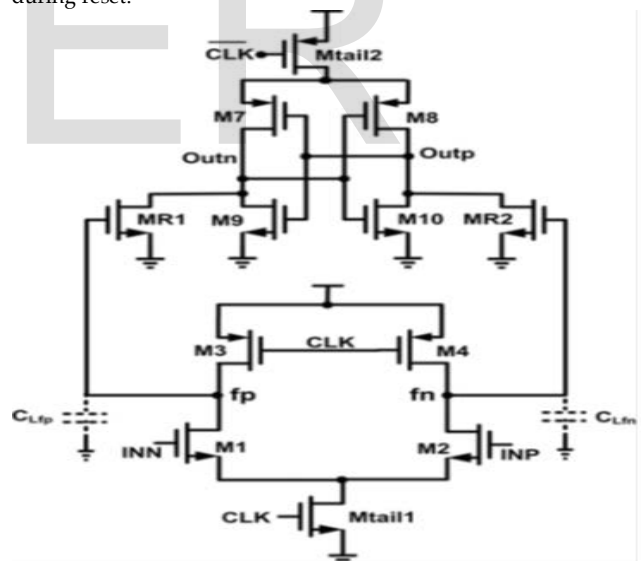 during reset.
ER
CLK
Mtail2
M7
M8
Outn
Outp
MR1
M9
M10
MR2
M3
CLK
M4
fp
fn
CLfp
CLfn
INN
M1
M2
INP
CLK
Mtail1